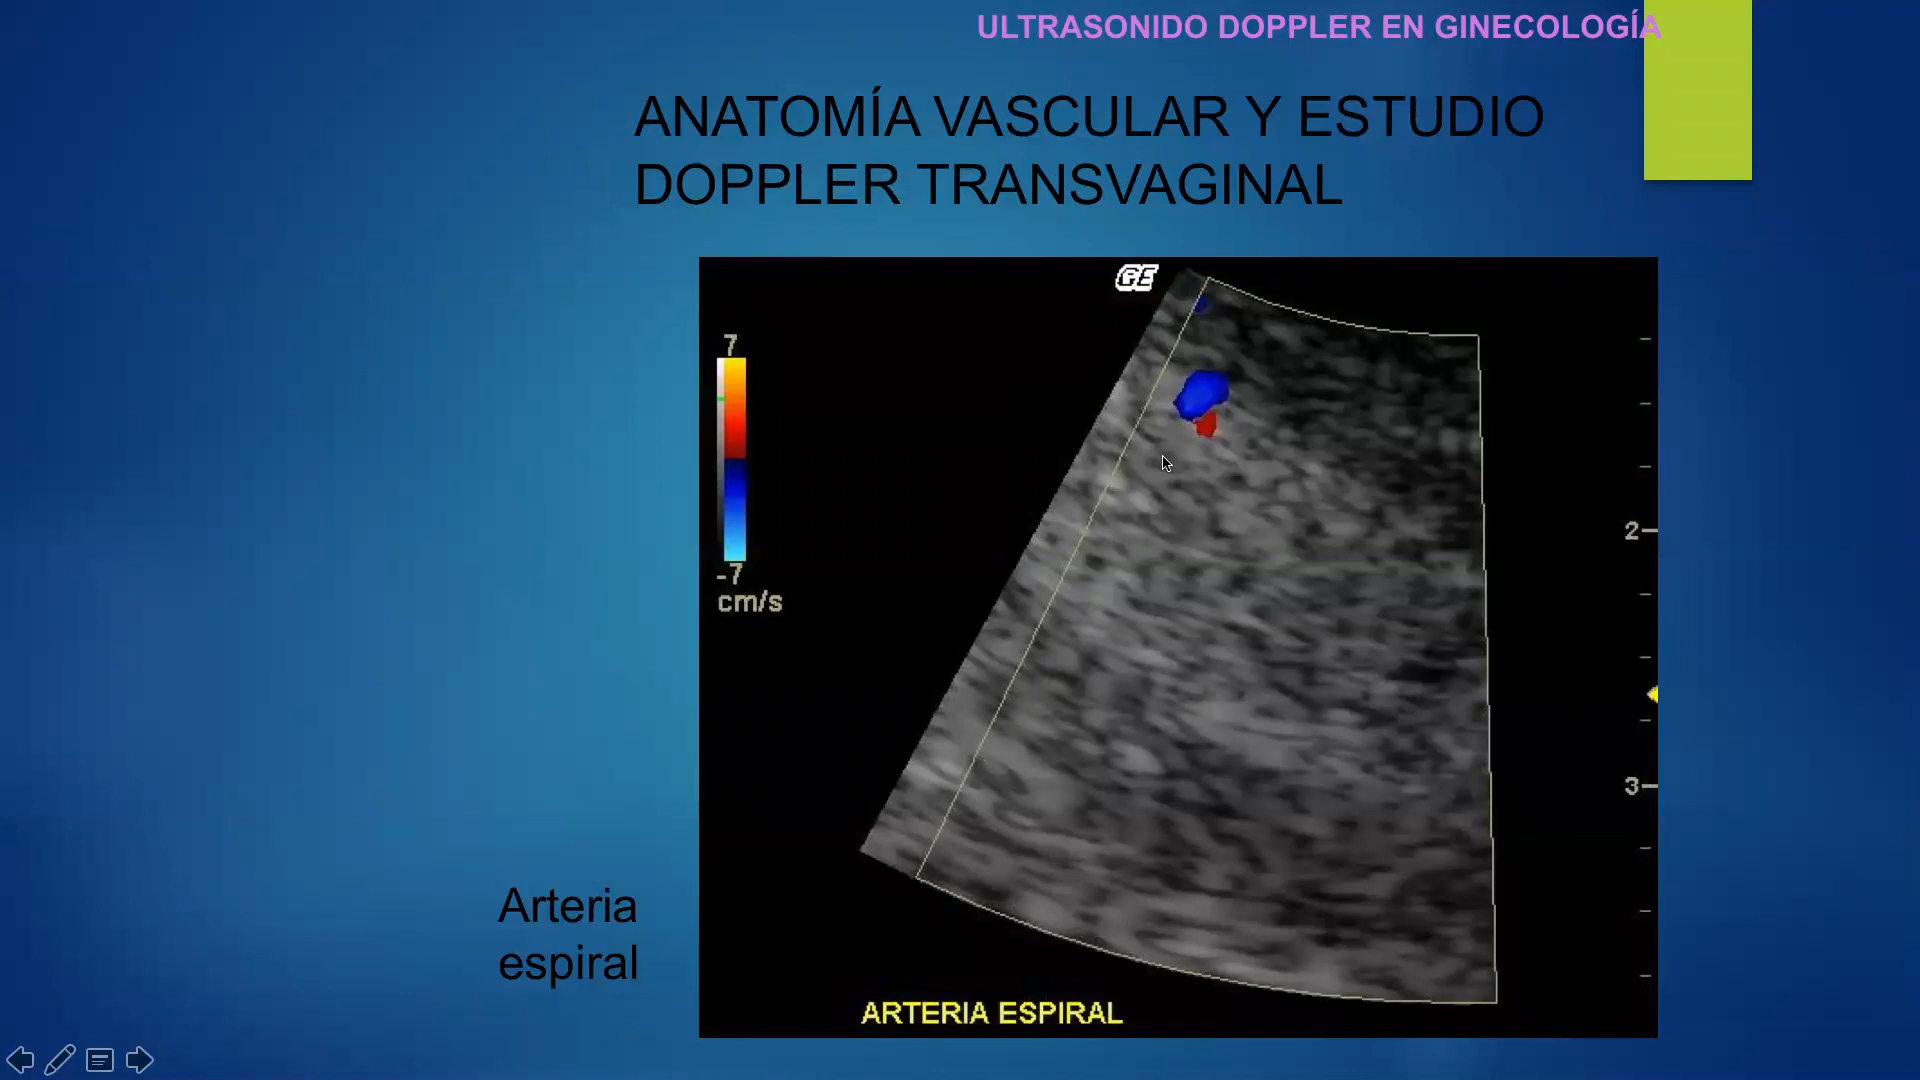 ULTRASONIDO DOPPLER EN GINECOLOGÍA
ANATOMÍA VASCULAR Y ESTUDIO
DOPPLER TRANSVAGINAL
GE
7
-7
cm/s
2
3
Arteria
espiral
ARTERIA ESPIRAL